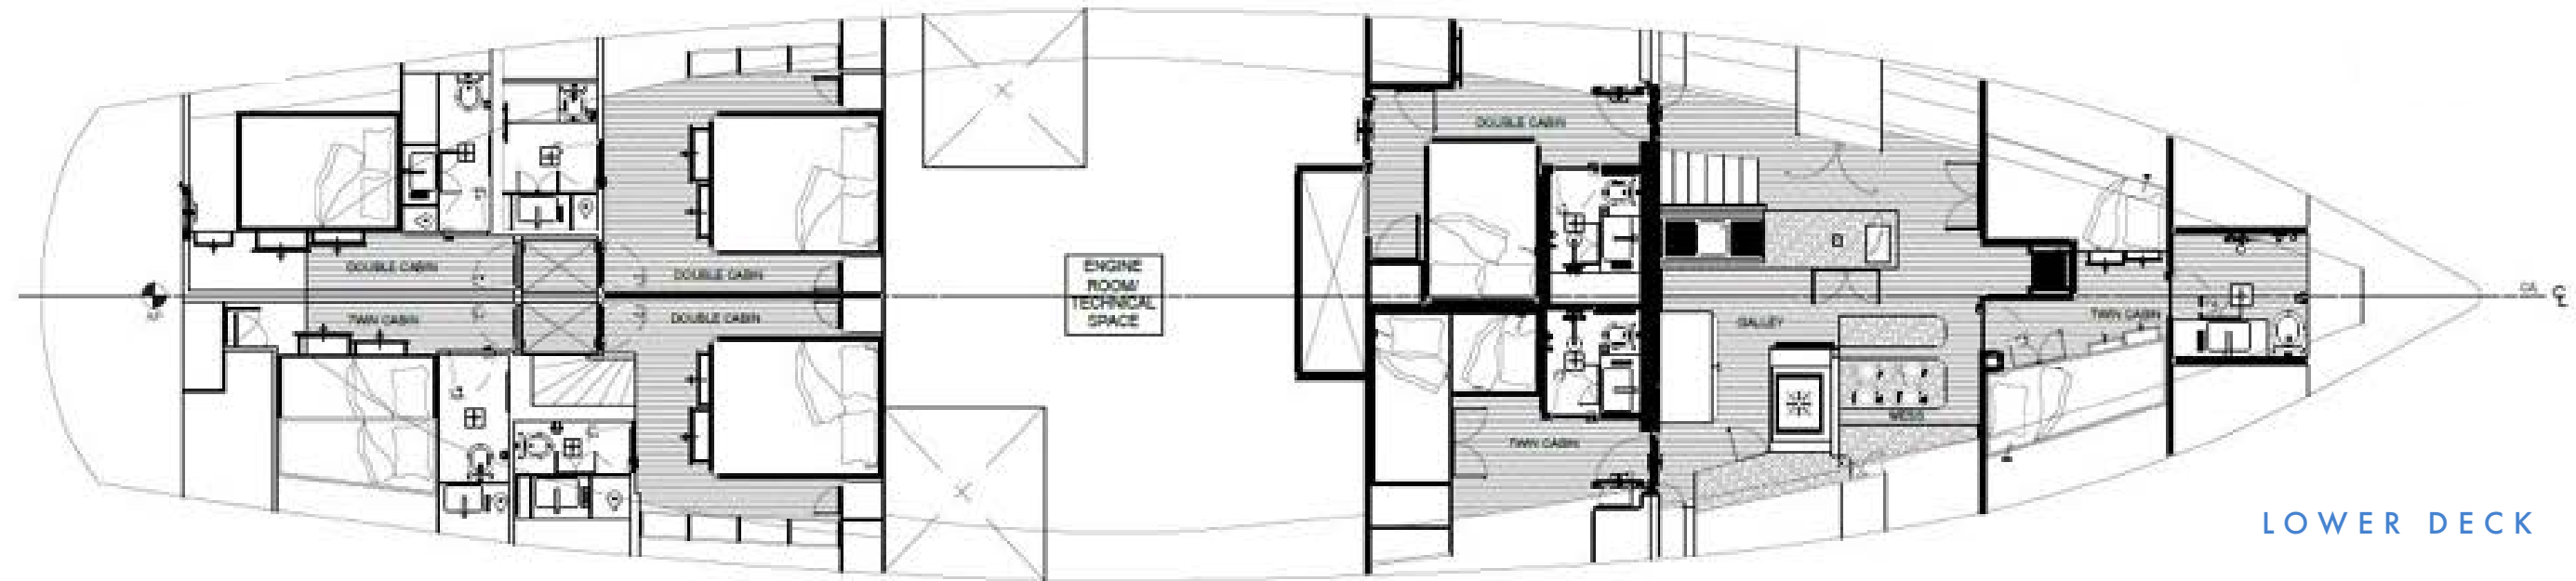 DOUBLE CABIN
DOUBLE CABIN
DOUBLE CABIN
TWIN CABIN
DOUBLE CABIN
ENGINE
ROOM/
TECHNICAL
SPACE
TWIN CABIN
GALLEY
MESS
TWIN CABIN
LOWER DECK